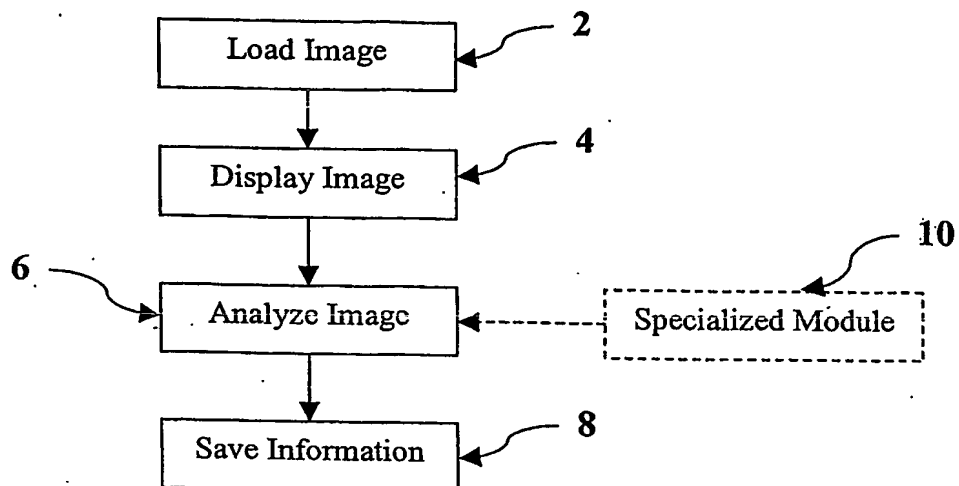 2
Load Image
4
Display Image
10
6
Analyze Image
Specialized Module
8
Save Information